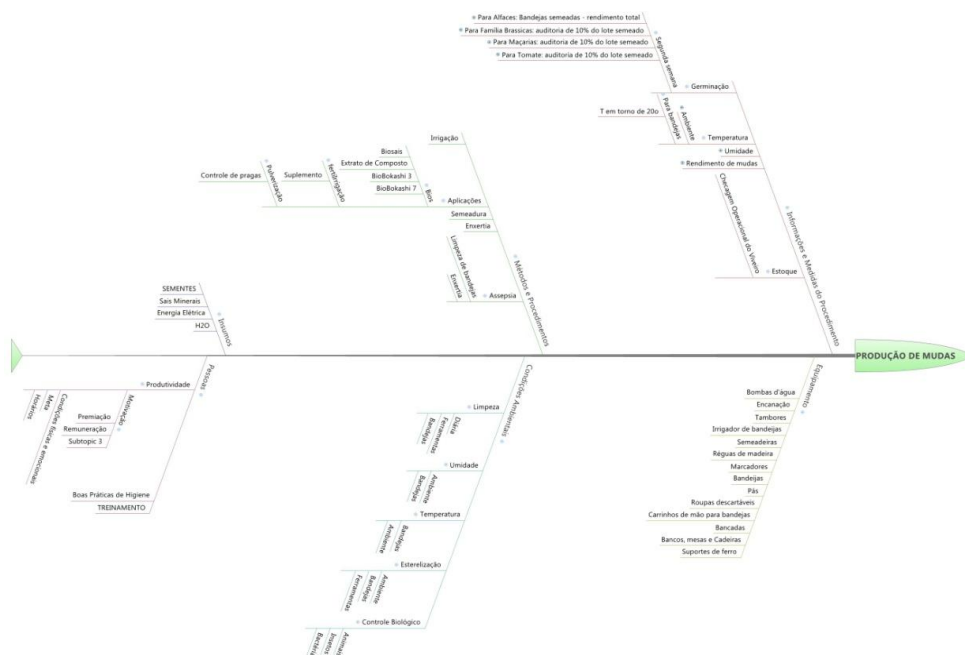 Para Alfaces: Bandejas semeadas - rendimento total
Para Família Brassicas: auditoria de 10% do lote semeado
Para Maçarias: auditoria de 10% do lote semeado
Para Tomate: auditoria de 10% do lote semeado
Segunda semana
Germinação
T em torno de 20o
Para bandejas
Ambiente
Temperatura
Umidade
Rendimento de mudas
Checagem Operacional do Viveiro
Estoque
Informações e Medidas do Procedimento
Irrigação
Biosais
Extrato de Composto
BioBokashi 3
BioBokashi 7
Bios
Suplemento
fertibrigação
Controle de pragas
Pulverização
Aplicações
Semeadura
Enxertia
Limpeza de bandejas
Enxertia
Assepsia
Métodos e Procedimentos
SEMENTES
Sais Minerais
Energia Elétrica
H2O
Insumos
PRODUÇÃO DE MUDAS
Pessoas
Produtividade
Motivação
Premiação
Remuneração
Subtopic 3
Condições físicas e emocionais
Meta
Horários
Boas Práticas de Higiene
TREINAMENTO
Condições Ambientais
Limpeza
Diária
Ferramentas
Bandejas
Umidade
Ambiente
Bandejas
Temperatura
Bandejas
Ambiente
Esterelização
Ambiente
Bandejas
Ferramentas
Controle Biológico
Animais
Insetos
Equipamento
Bombas d'água
Encanação
Tambores
Irrigador de bandeijas
Semeadeiras
Réguas de madeira
Marcadores
Bandeijas
Pás
Roupas descartáveis
Carrinhos de mão para bandejas
Bancadas
Bancos, mesas e Cadeiras
Suportes de ferro